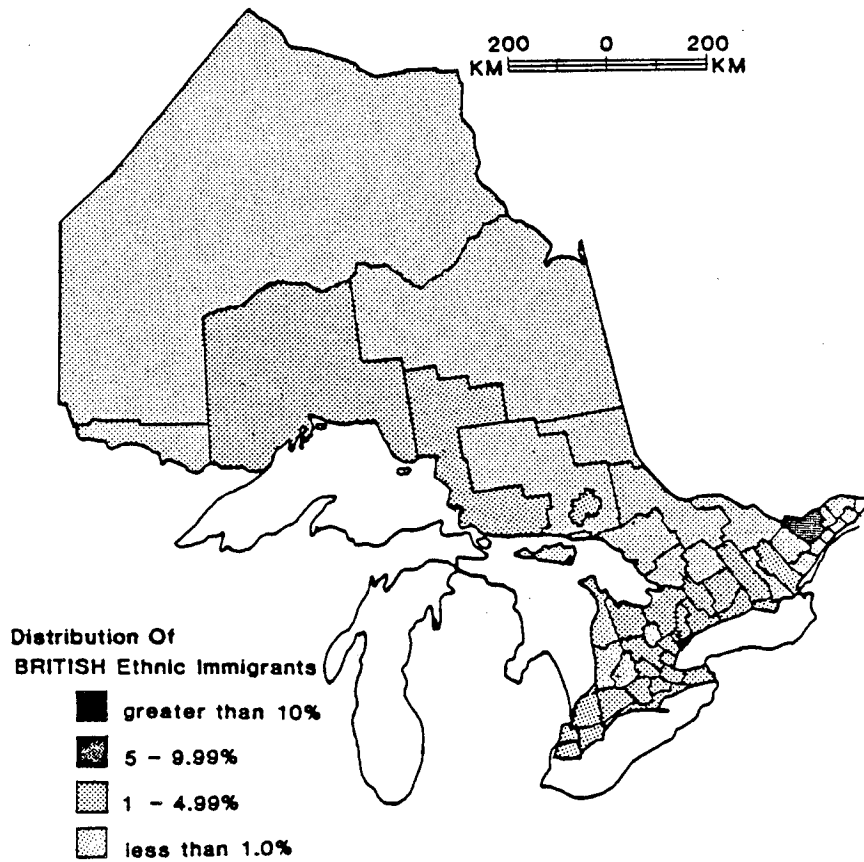 200 0 200
KM KM
Distribution Of
BRITISH Ethnic Immigrants
greater than 10%
5 - 9.99%
1 - 4.99%
less than 1.0%